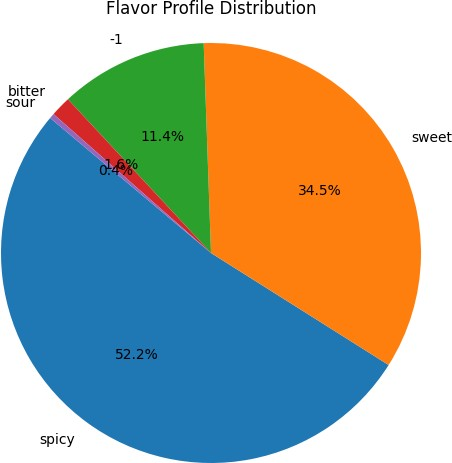 Flavor Profile Distribution
-1
bitter
sour
sweet
11.4%
1.6%
0.4%
34.5%
52.2%
spicy